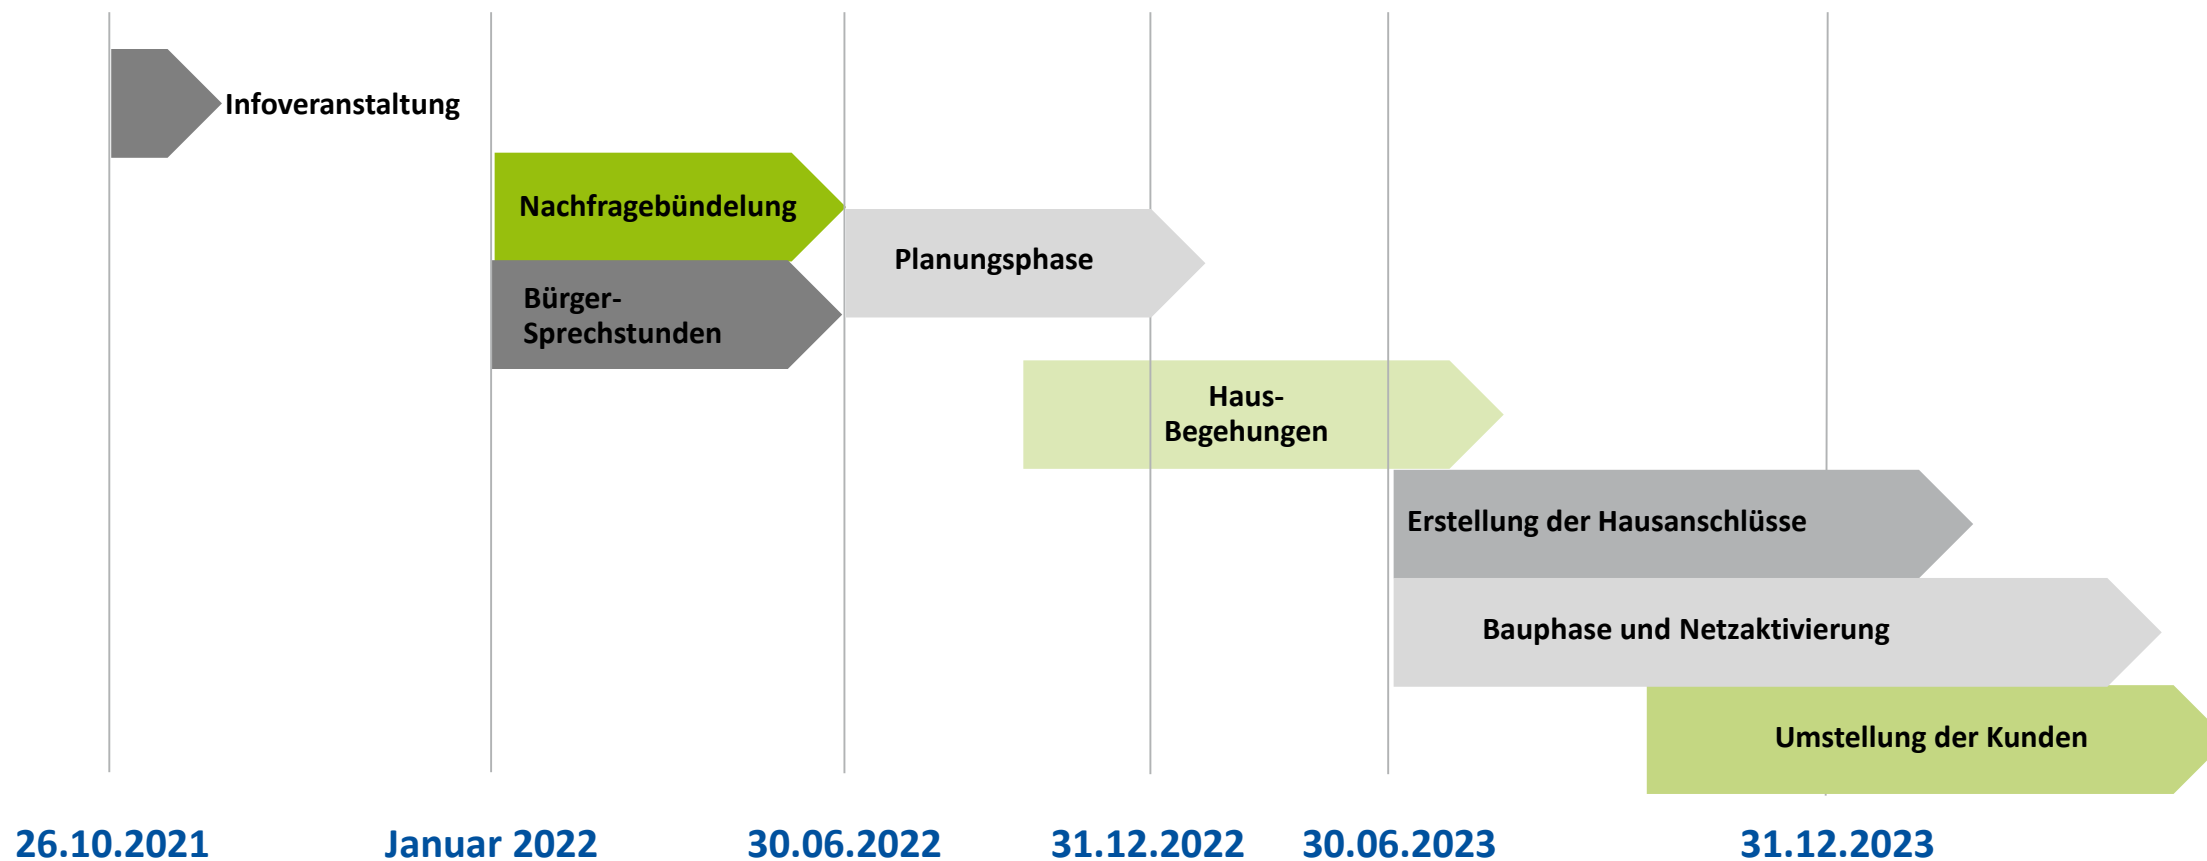 Infoveranstaltung
Nachfragebündelung
Bürger-
Sprechstunden
Planungsphase
Haus-
Begehungen
Erstellung der Hausanschlüsse
Bauphase und Netzaktivierung
Umstellung der Kunden
26.10.2021
Januar 2022
30.06.2022
31.12.2022
30.06.2023
31.12.2023